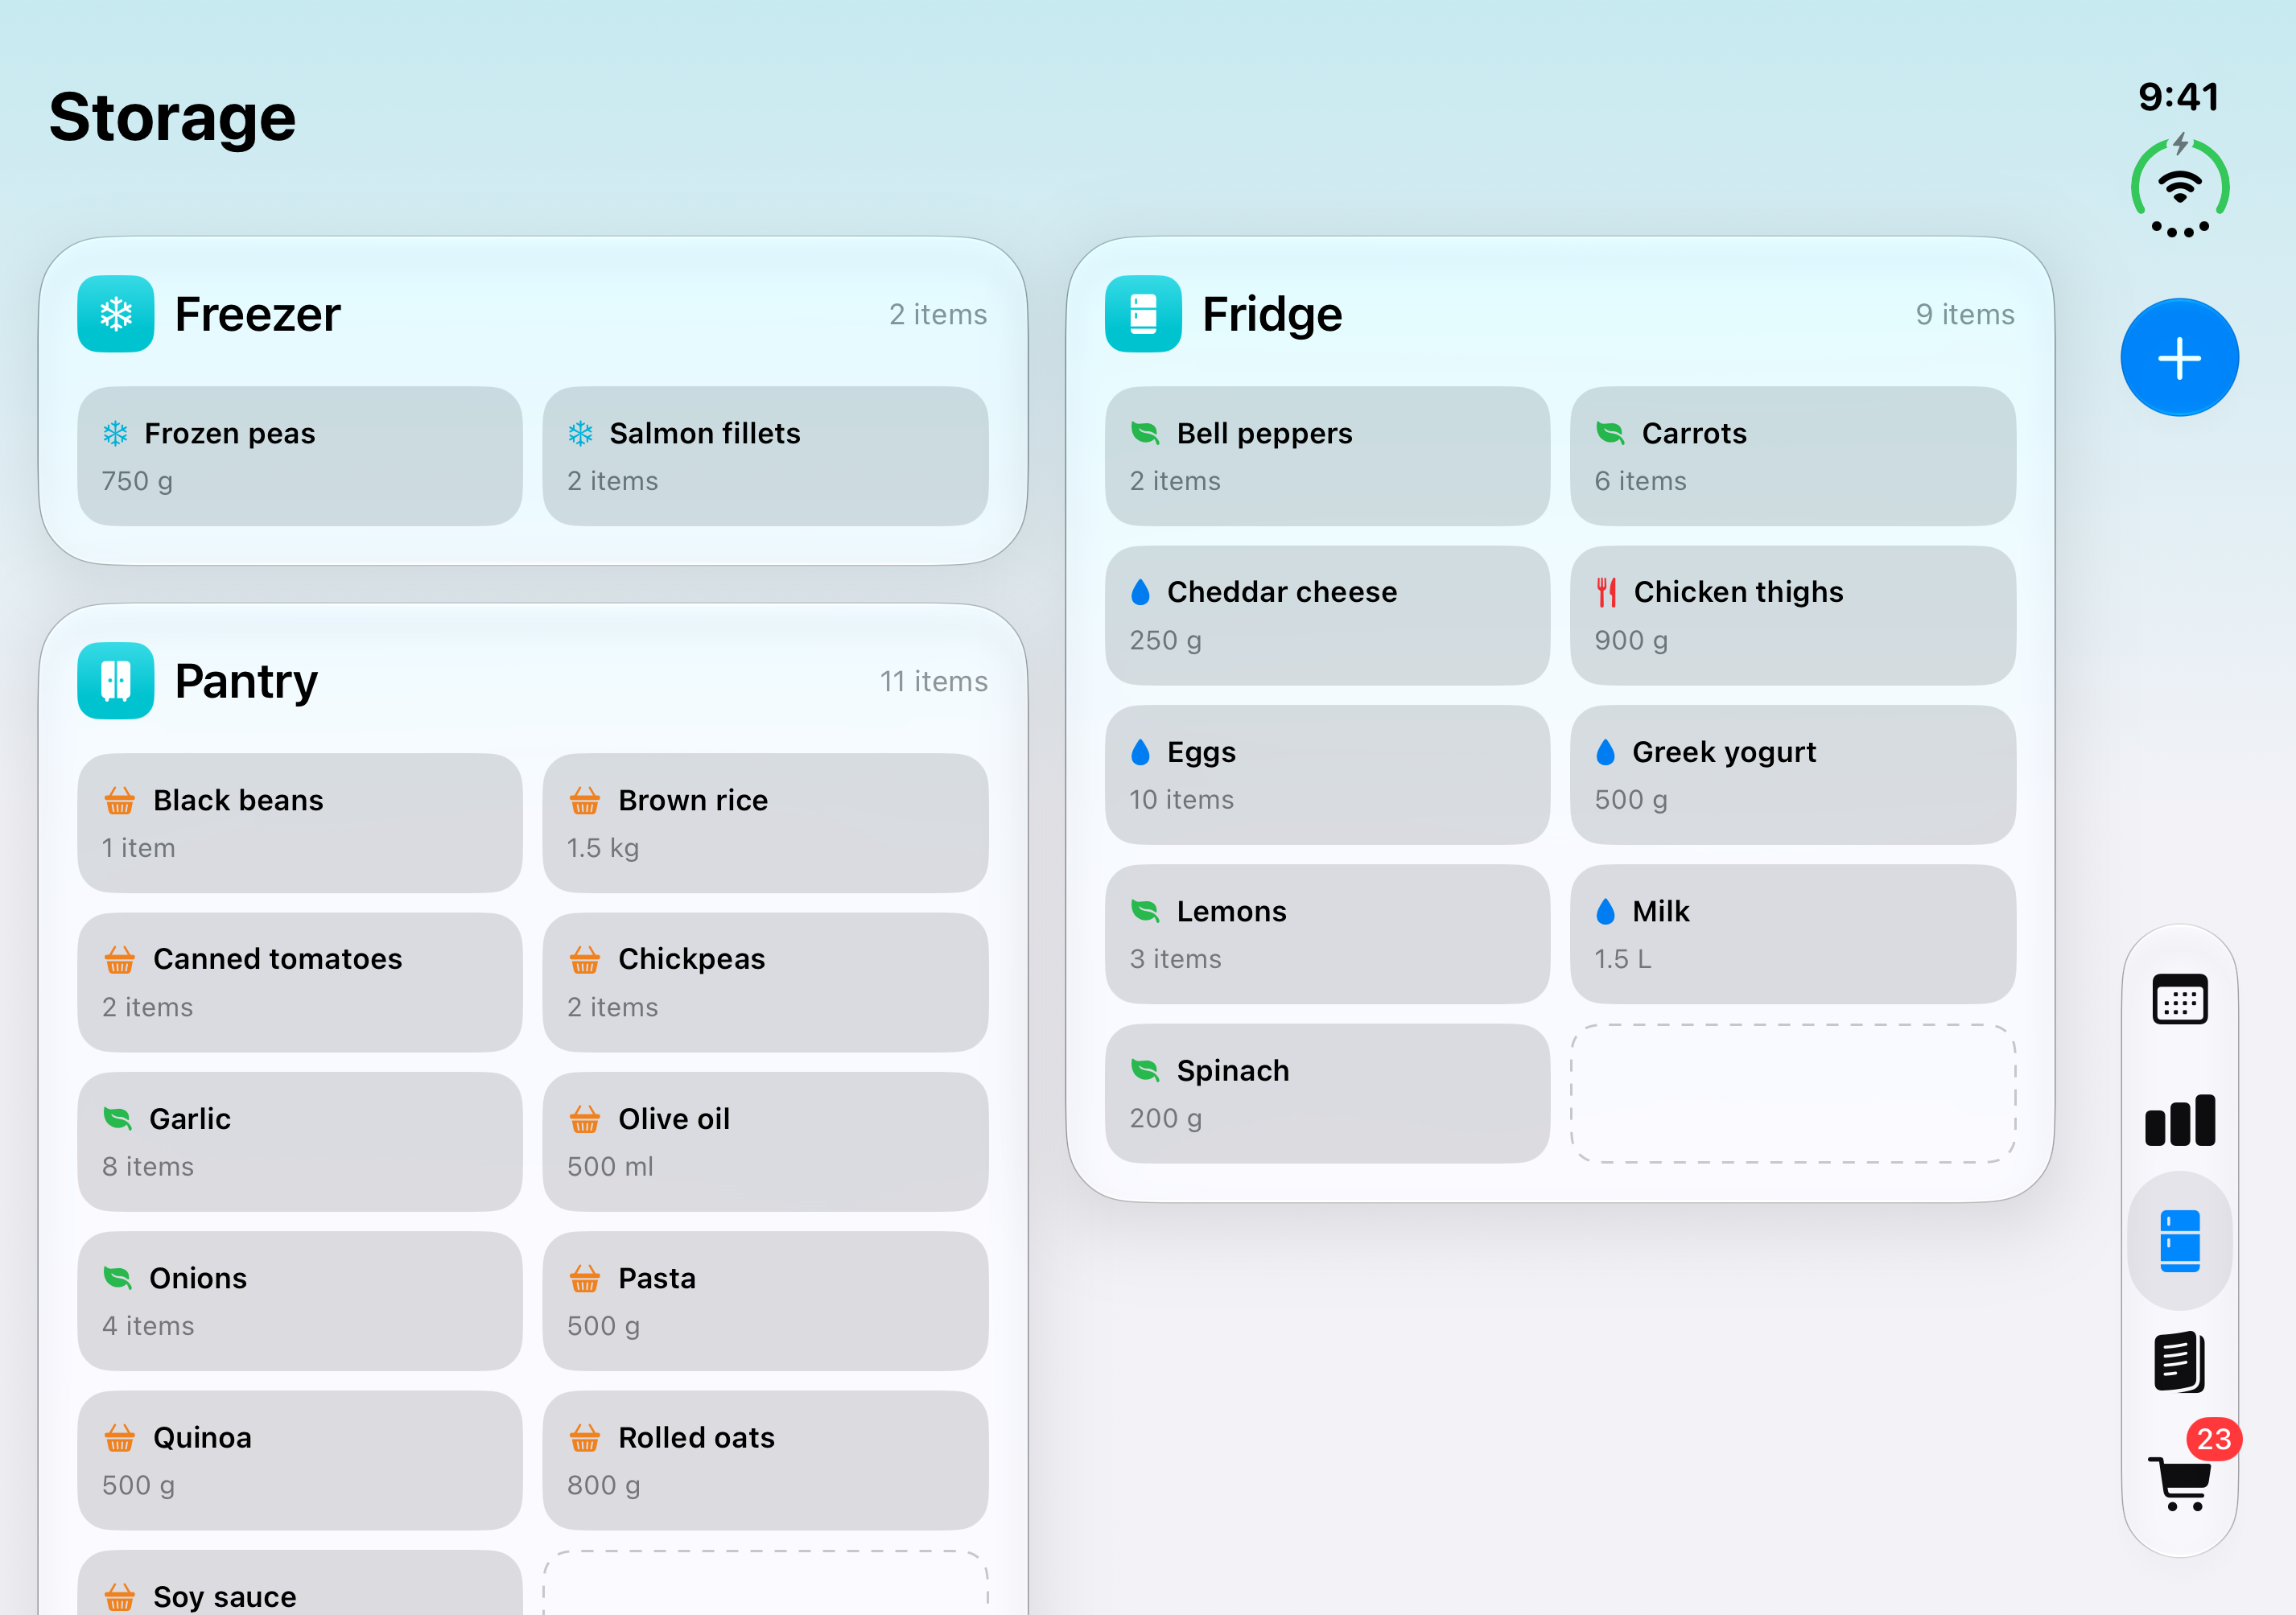 Storage
9:41
Freezer
2 items
Frozen peas
750 g
Salmon fillets
2 items
Pantry
11 items
Black beans
1 item
Brown rice
1.5 kg
Canned tomatoes
2 items
Chickpeas
2 items
Garlic
8 items
Olive oil
500 ml
Onions
4 items
Pasta
500 g
Quinoa
500 g
Rolled oats
800 g
Soy sauce
Fridge
9 items
Bell peppers
2 items
Carrots
6 items
Cheddar cheese
250 g
Chicken thighs
900 g
Eggs
10 items
Greek yogurt
500 g
Lemons
3 items
Milk
1.5 L
Spinach
200 g
23